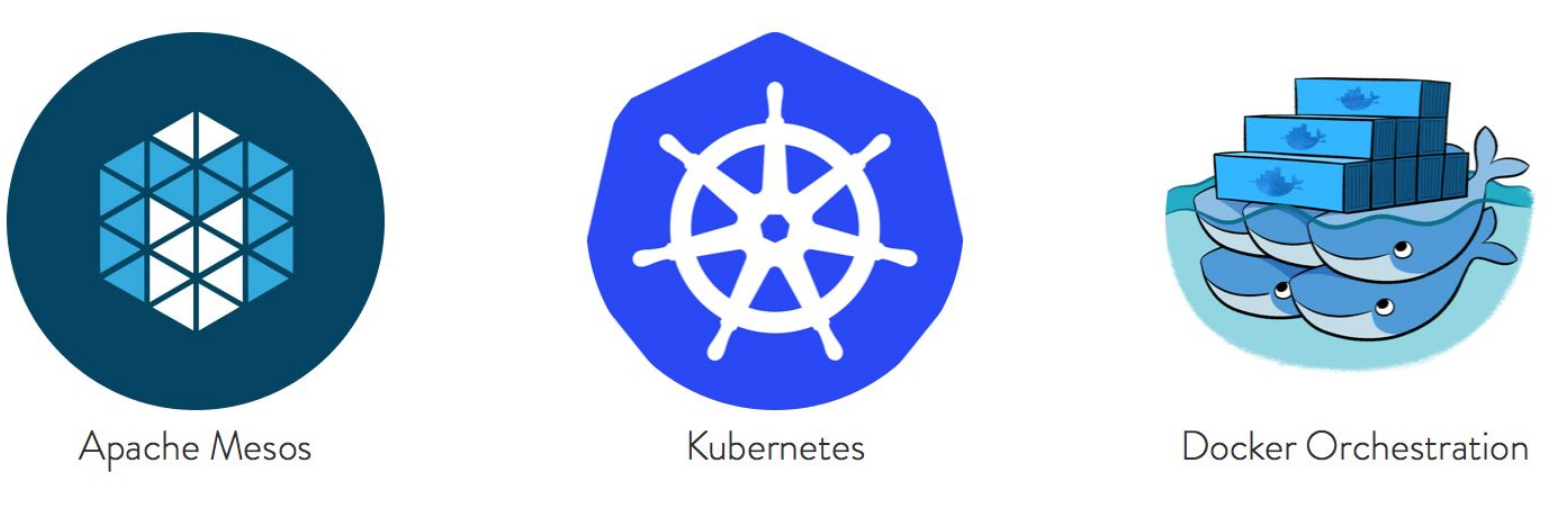 Apache Mesos
Kubernetes
Docker Orchestration